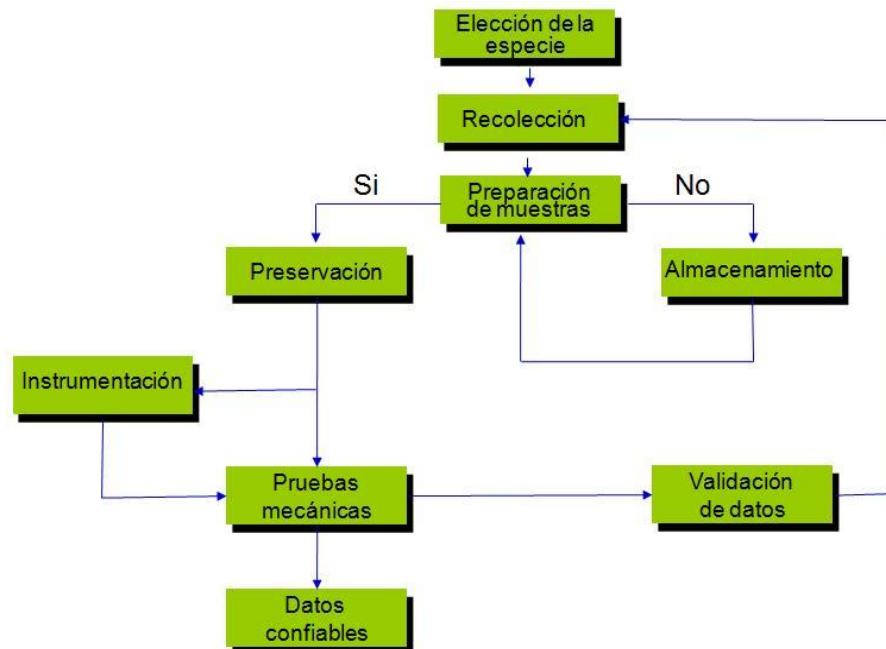 Elección de la
especie
Recolección
Si
Preparación
de muestras
No
Preservación
Almacenamiento
Instrumentación
Pruebas
mecánicas
Validación
de datos
Datos
confiables